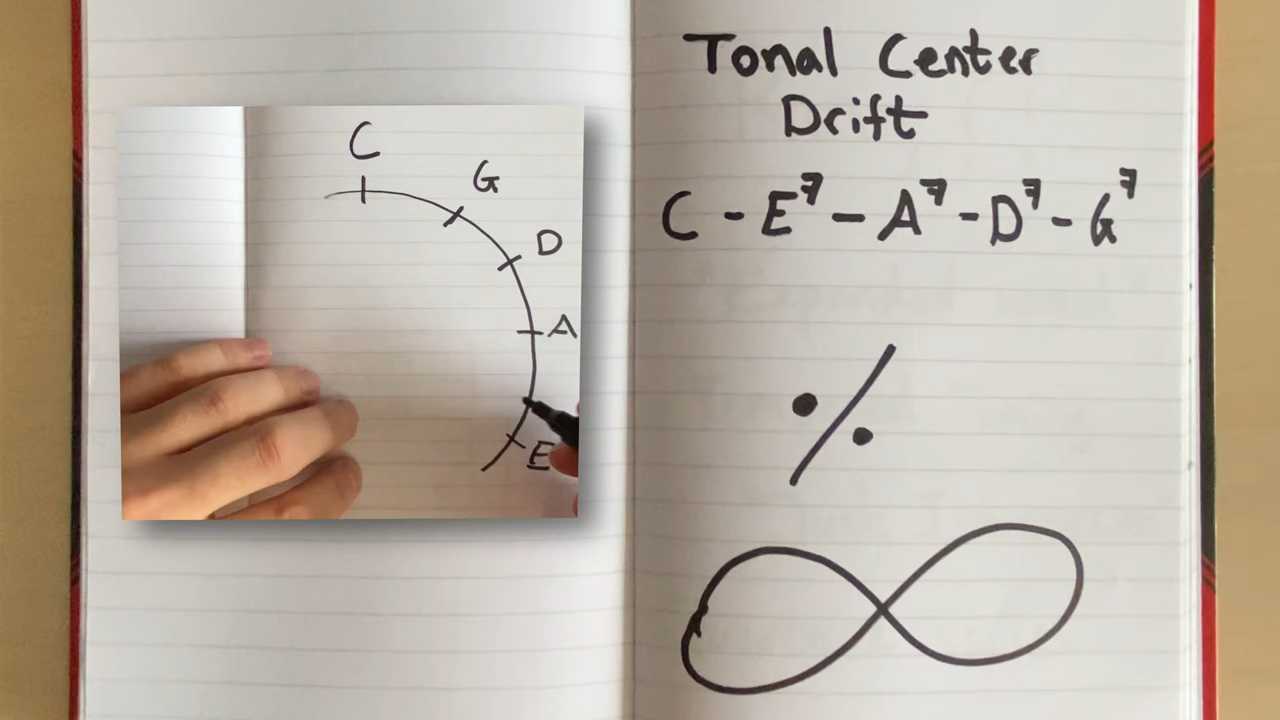 C
G
D
A
E
Tonal Center
Drift
C - E⁷ - A⁷ - D⁷ - G⁷